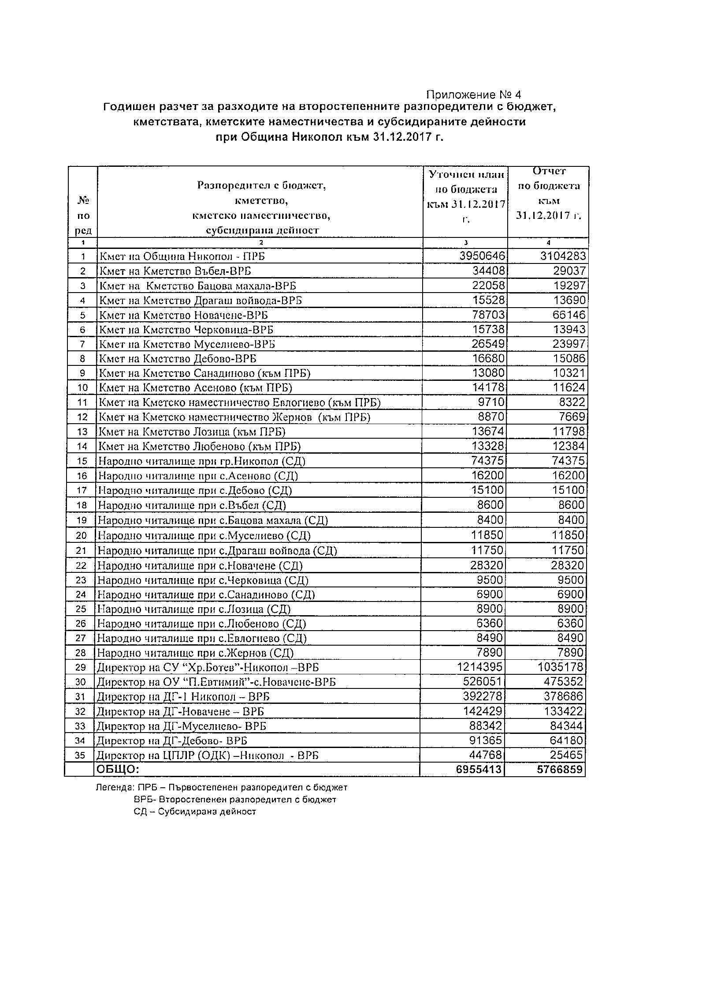 Приложение № 4
Годишен разчет за разходите на второстепенните разпоредители с бюджет,
кметствата, кметските наместничества и субсидираните дейности
при Община Никопол към 31.12.2017 г.
№ по ред Разпоредител с бюджет, кметство, кметско наместничество, субсидирана дейност Уточнен план по бюджета към 31.12.2017 г. Отчет по бюджета към 31.12.2017 г.
1 2 3 4
1 Кмет на Община Никопол - ПРБ 3950646 3104283
2 Кмет на Кметство Въбел-ВРБ 34408 29037
3 Кмет на Кметство Бацова махала-ВРБ 22058 19297
4 Кмет на Кметство Драгаш войвода-ВРБ 15528 13690
5 Кмет на Кметство Новачене-ВРБ 78703 66146
6 Кмет на Кметство Черковица-ВРБ 15738 13943
7 Кмет на Кметство Муселиево-ВРБ 26549 23997
8 Кмет на Кметство Дебово-ВРБ 16680 15086
9 Кмет на Кметство Санадиново (към ПРБ) 13080 10321
10 Кмет на Кметство Асеново (към ПРБ) 14178 11624
11 Кмет на Кметско наместничество Евлогиево (към ПРБ) 9710 8322
12 Кмет на Кметско наместничество Жернов (към ПРБ) 8870 7669
13 Кмет на Кметство Лозица (към ПРБ) 13674 11798
14 Кмет на Кметство Любеново (към ПРБ) 13328 12384
15 Народно читалище при гр.Никопол (СД) 74375 74375
16 Народно читалище при с.Асеново (СД) 16200 16200
17 Народно читалище при с.Дебово (СД) 15100 15100
18 Народно читалище при с.Въбел (СД) 8600 8600
19 Народно читалище при с.Бацова махала (СД) 8400 8400
20 Народно читалище при с.Муселиево (СД) 11850 11850
21 Народно читалище при с.Драгаш войвода (СД) 11750 11750
22 Народно читалище при с.Новачене (СД) 28320 28320
23 Народно читалище при с.Черковица (СД) 9500 9500
24 Народно читалище при с.Санадиново (СД) 6900 6900
25 Народно читалище при с.Лозица (СД) 8900 8900
26 Народно читалище при с.Любеново (СД) 6360 6360
27 Народно читалище при с.Евлогиево (СД) 8490 8490
28 Народно читалище при с.Жернов (СД) 7890 7890
29 Директор на СУ “Хр.Ботев”-Никопол –ВРБ 1214395 1035178
30 Директор на ОУ “П.Евтимий”-с.Новачене-ВРБ 526051 475352
31 Директор на ДГ-1 Никопол – ВРБ 392278 378686
32 Директор на ДГ-Новачене – ВРБ 142429 133422
33 Директор на ДГ-Муселиево- ВРБ 88342 84344
34 Директор на ДГ-Дебово- ВРБ 91365 64180
35 Директор на ЦПЛР (ОДК) –Никопол - ВРБ 44768 25465
ОБЩО: 6955413 5766859
Легенда: ПРБ – Първостепенен разпоредител с бюджет
ВРБ- Второстепенен разпоредител с бюджет
СД – Субсидирана дейност